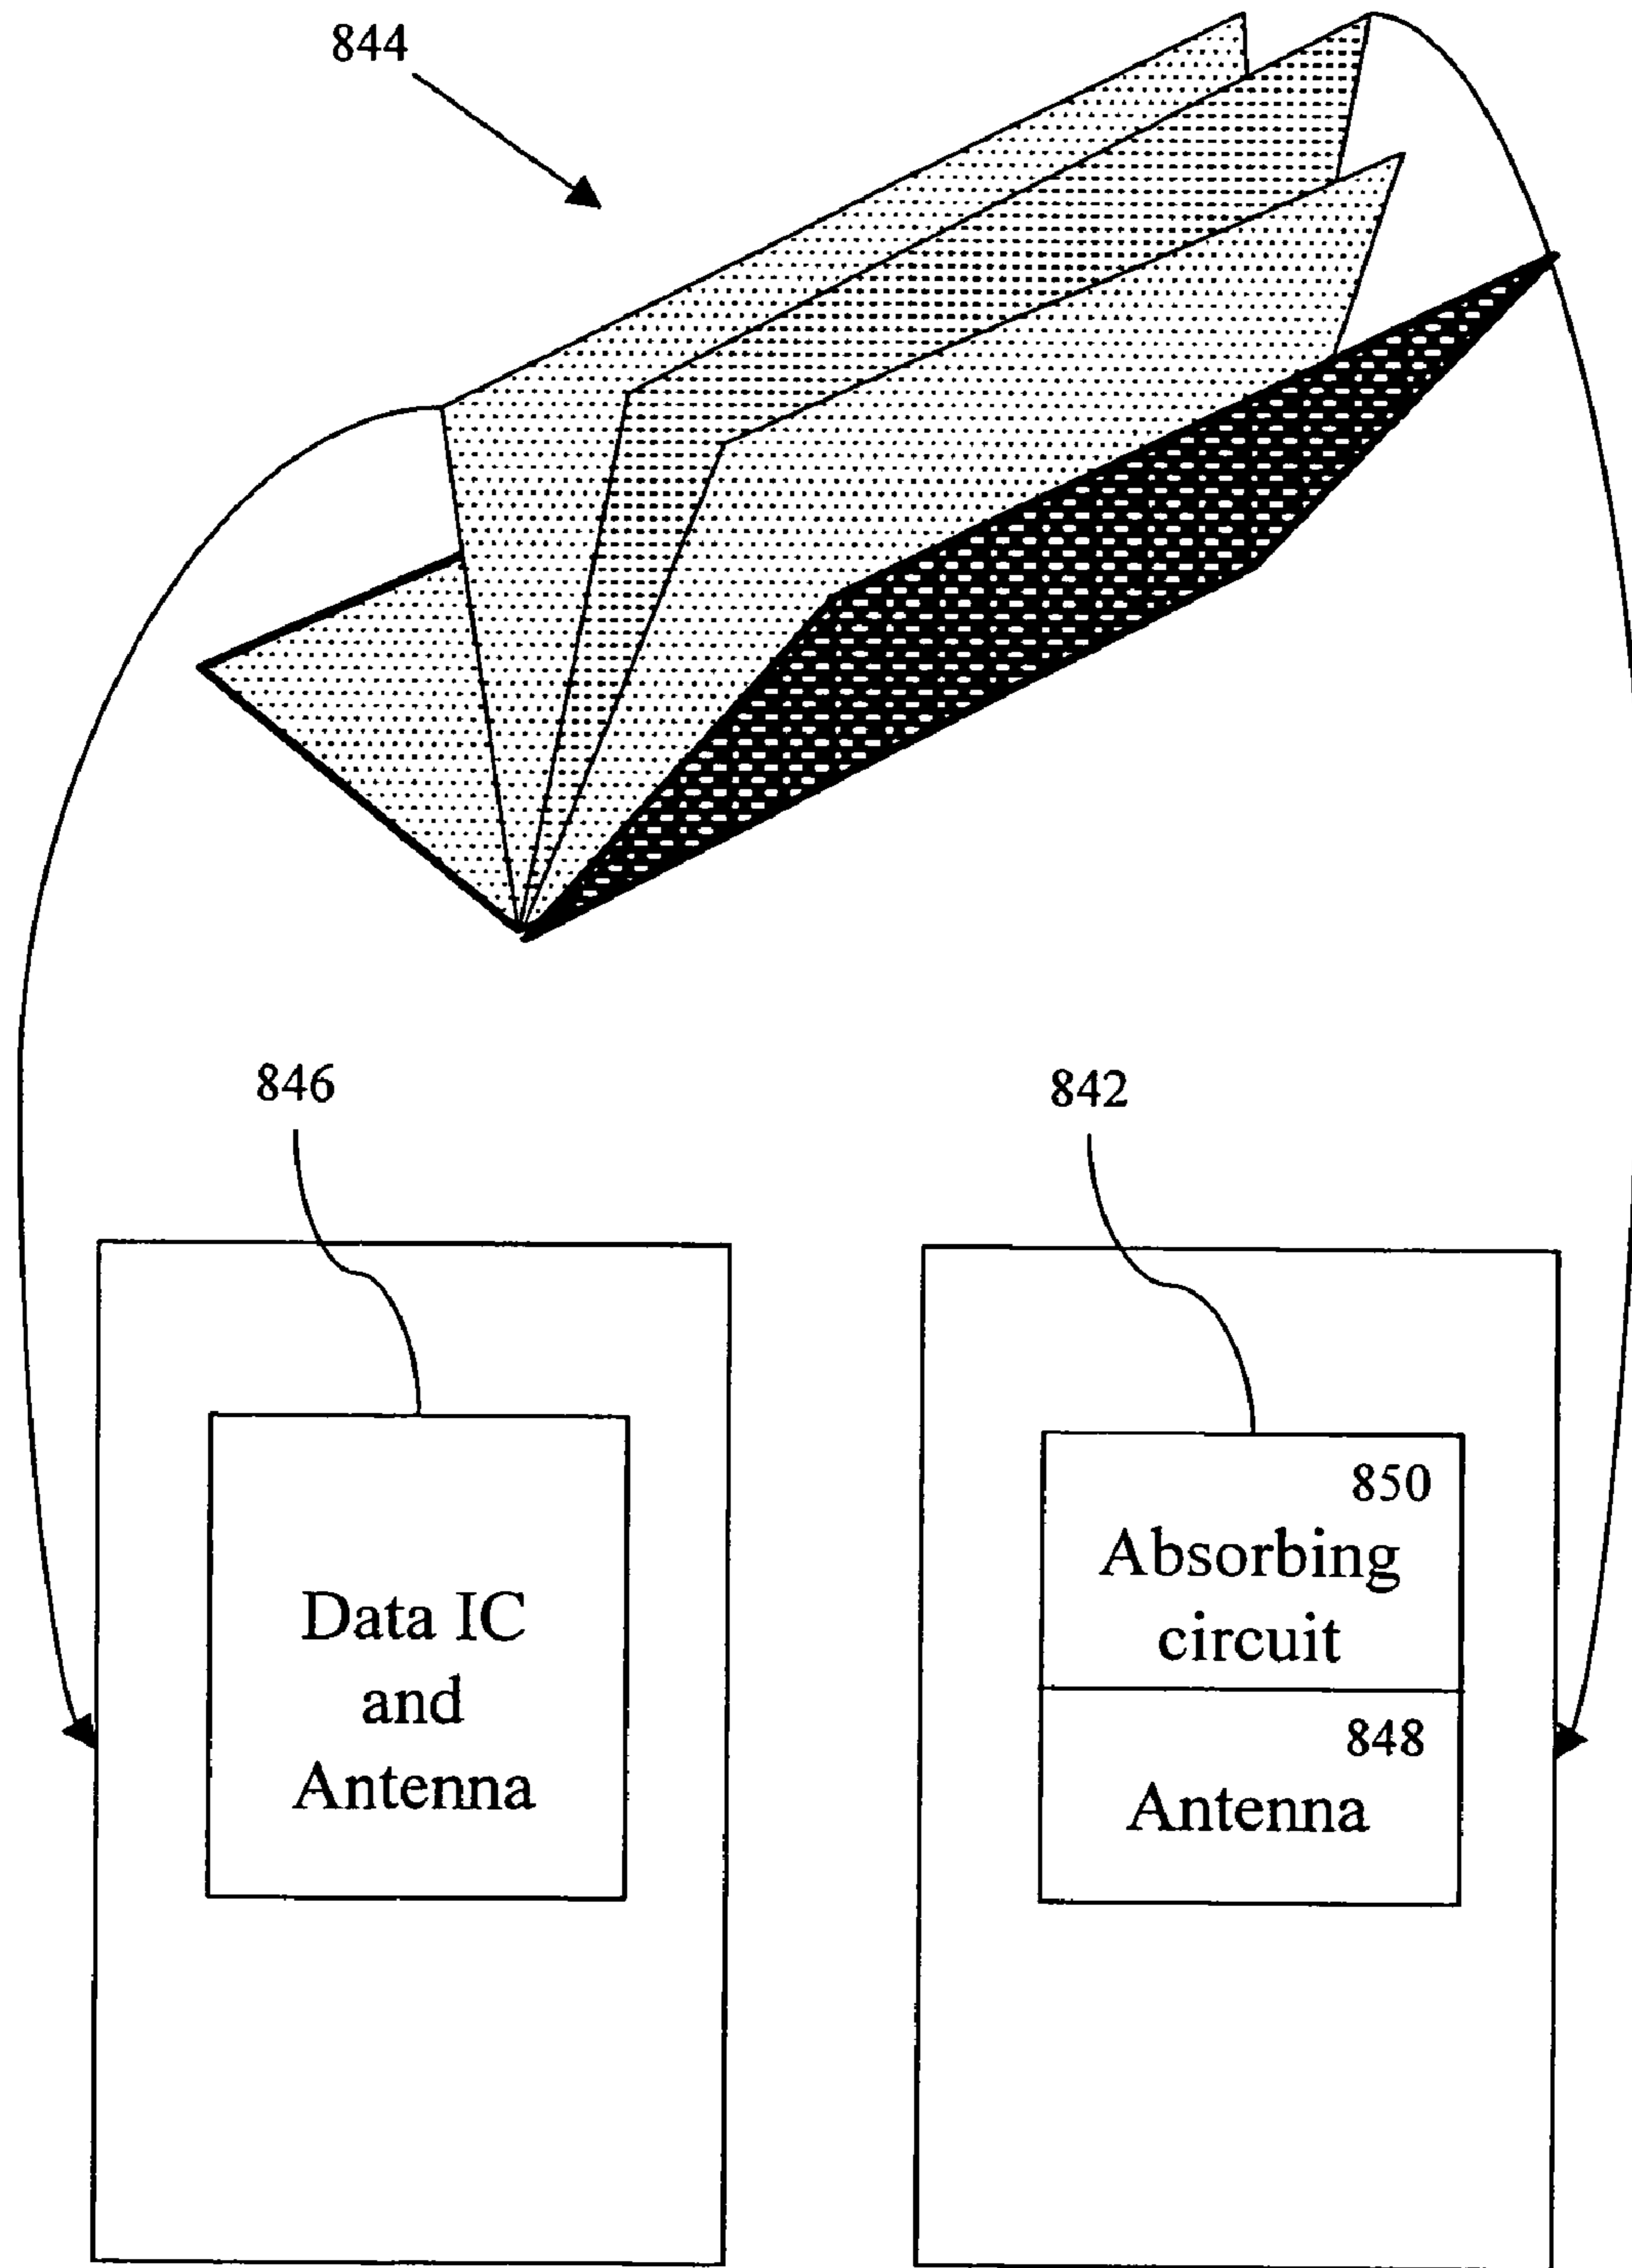 844
846
842
Data IC
and
Antenna
850
Absorbing
circuit
848
Antenna